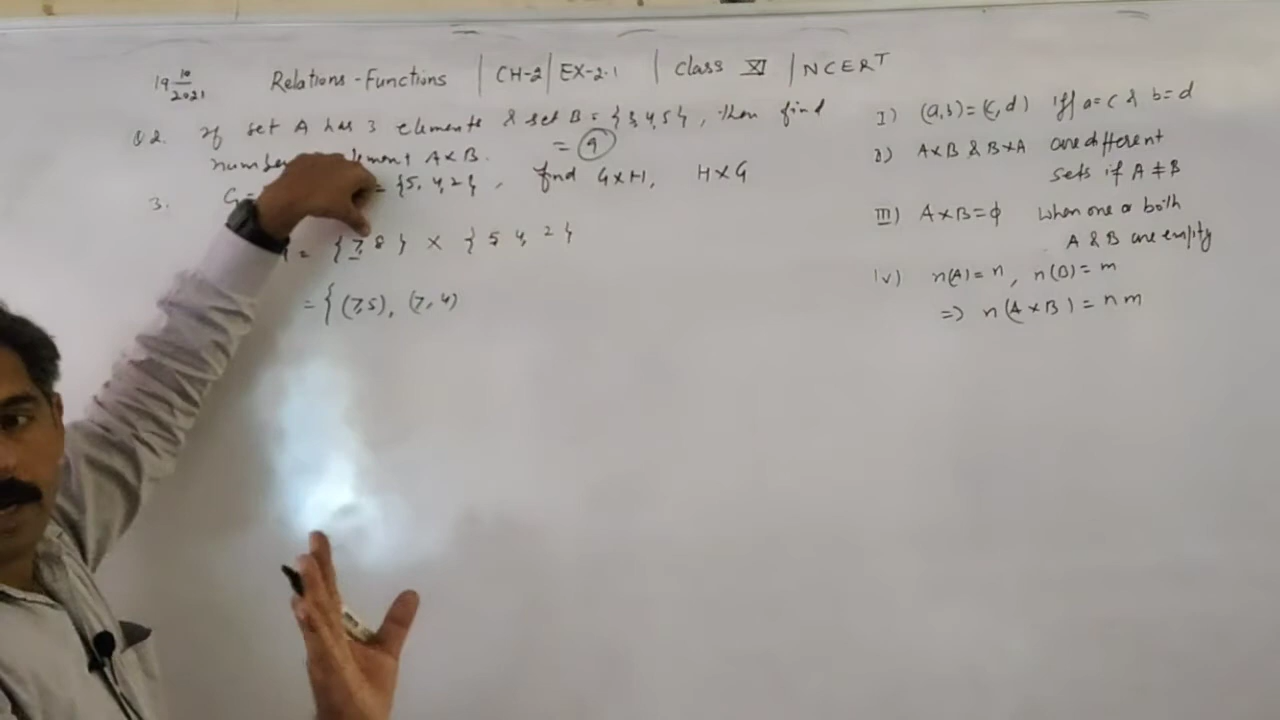 19 10/2021 Relations - Functions | CH-2 | EX-2.1 | Class XI | NCERT
Q2. If set A has 3 elements & set B = {3, 4, 5}, then find
number element A×B. = 9
3. G = = {5, 4, 2}, find G×H, H×G
= {7, 8} × {5 4, 2}
= {(7,5), (7, 4)
I) (a,b) = (c,d) iff a=c & b=d
II) A×B & B×A are different
sets if A ≠ B
III) A×B = ϕ when one or both
A & B are empty
IV) n(A) = n, n(B) = m
=> n(A×B) = nm